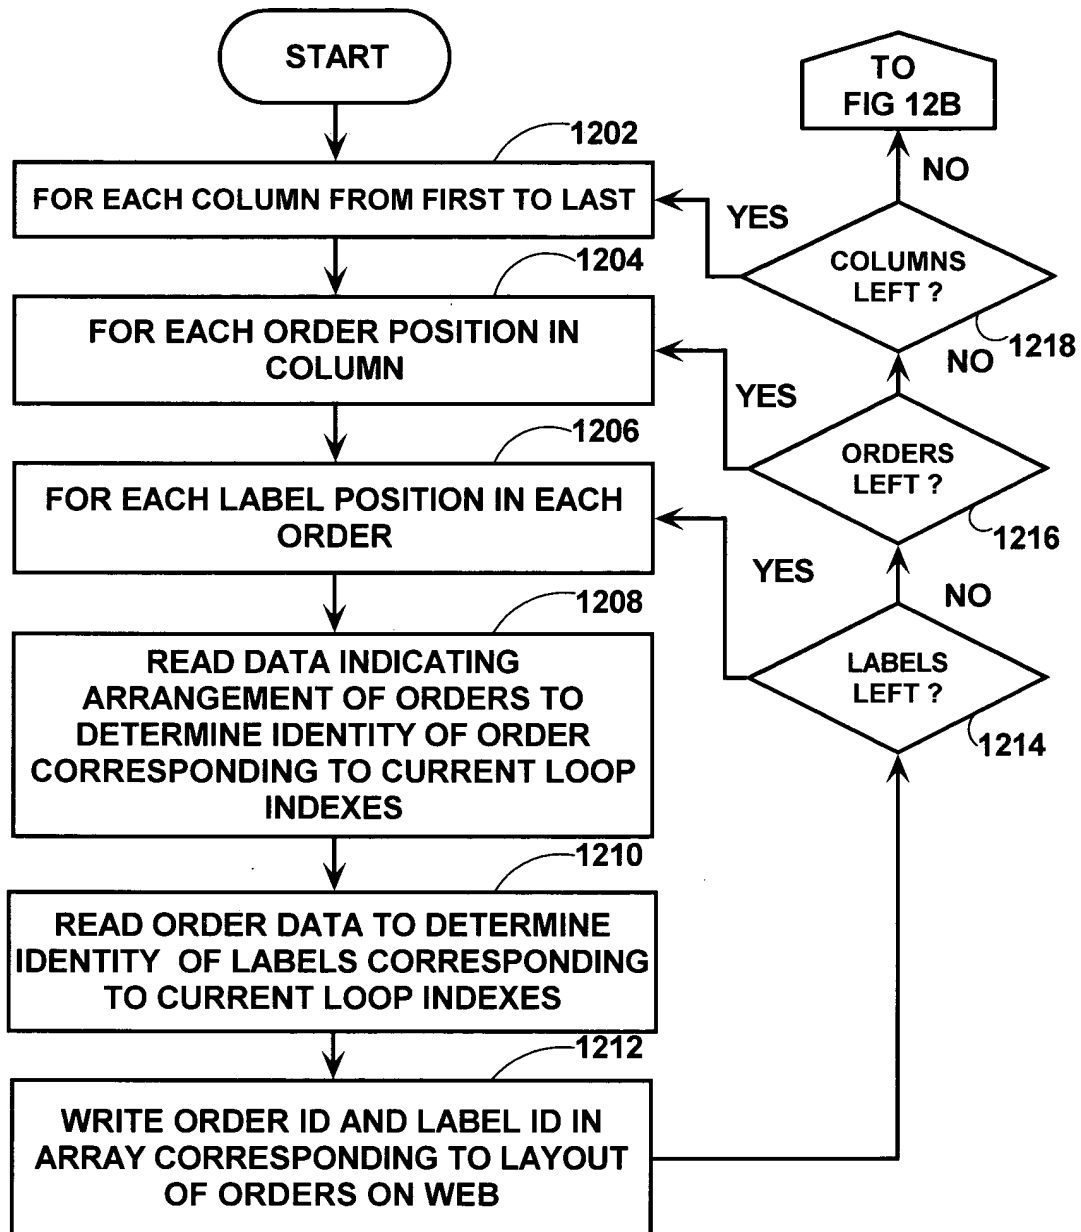 START
1202
FOR EACH COLUMN FROM FIRST TO LAST
1204
FOR EACH ORDER POSITION IN
COLUMN
1206
FOR EACH LABEL POSITION IN EACH
ORDER
1208
READ DATA INDICATING
ARRANGEMENT OF ORDERS TO
DETERMINE IDENTITY OF ORDER
CORRESPONDING TO CURRENT LOOP
INDEXES
1210
READ ORDER DATA TO DETERMINE
IDENTITY OF LABELS CORRESPONDING
TO CURRENT LOOP INDEXES
1212
WRITE ORDER ID AND LABEL ID IN
ARRAY CORRESPONDING TO LAYOUT
OF ORDERS ON WEB
TO
FIG 12B
NO
YES
COLUMNS
LEFT ?
1218
NO
YES
ORDERS
LEFT ?
1216
YES
NO
LABELS
LEFT ?
1214